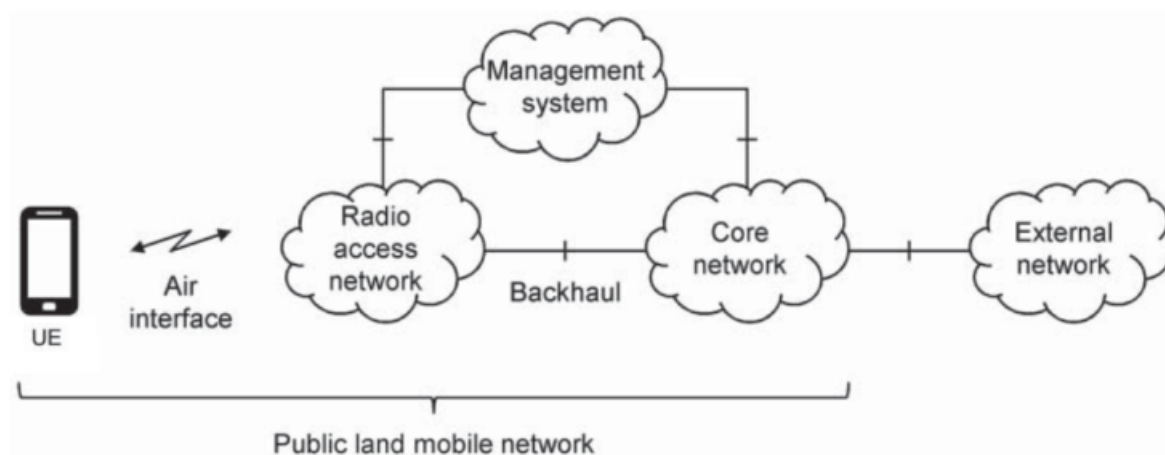 Management
system
Radio
access
network
Core
network
External
network
Backhaul
Air
interface
UE
Public land mobile network